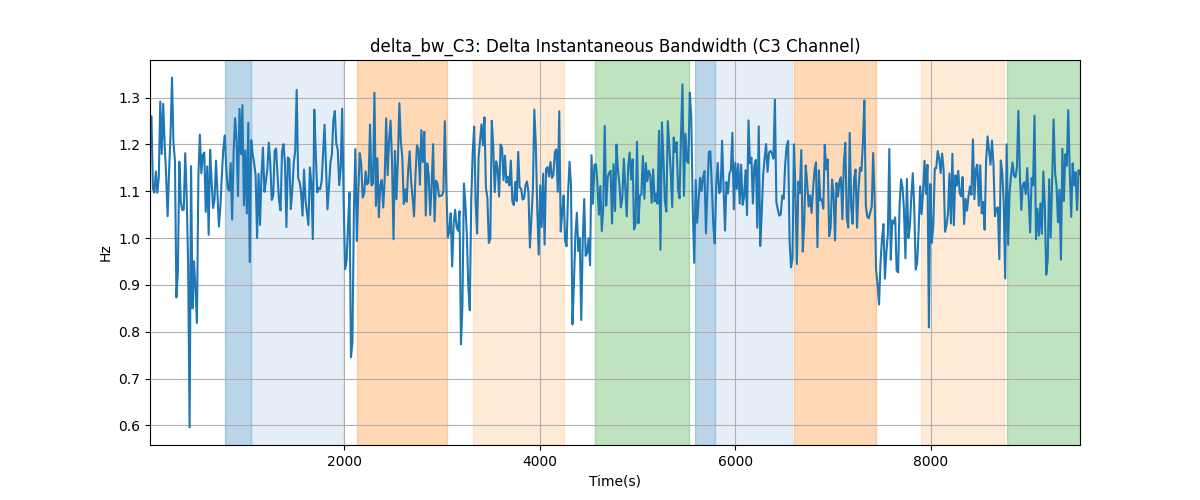 delta_bw_C3: Delta Instantaneous Bandwidth (C3 Channel)
1.3
1.2
1.1
1.0
0.9
0.8
0.7
0.6
Hz
2000 4000 6000 8000
Time(s)